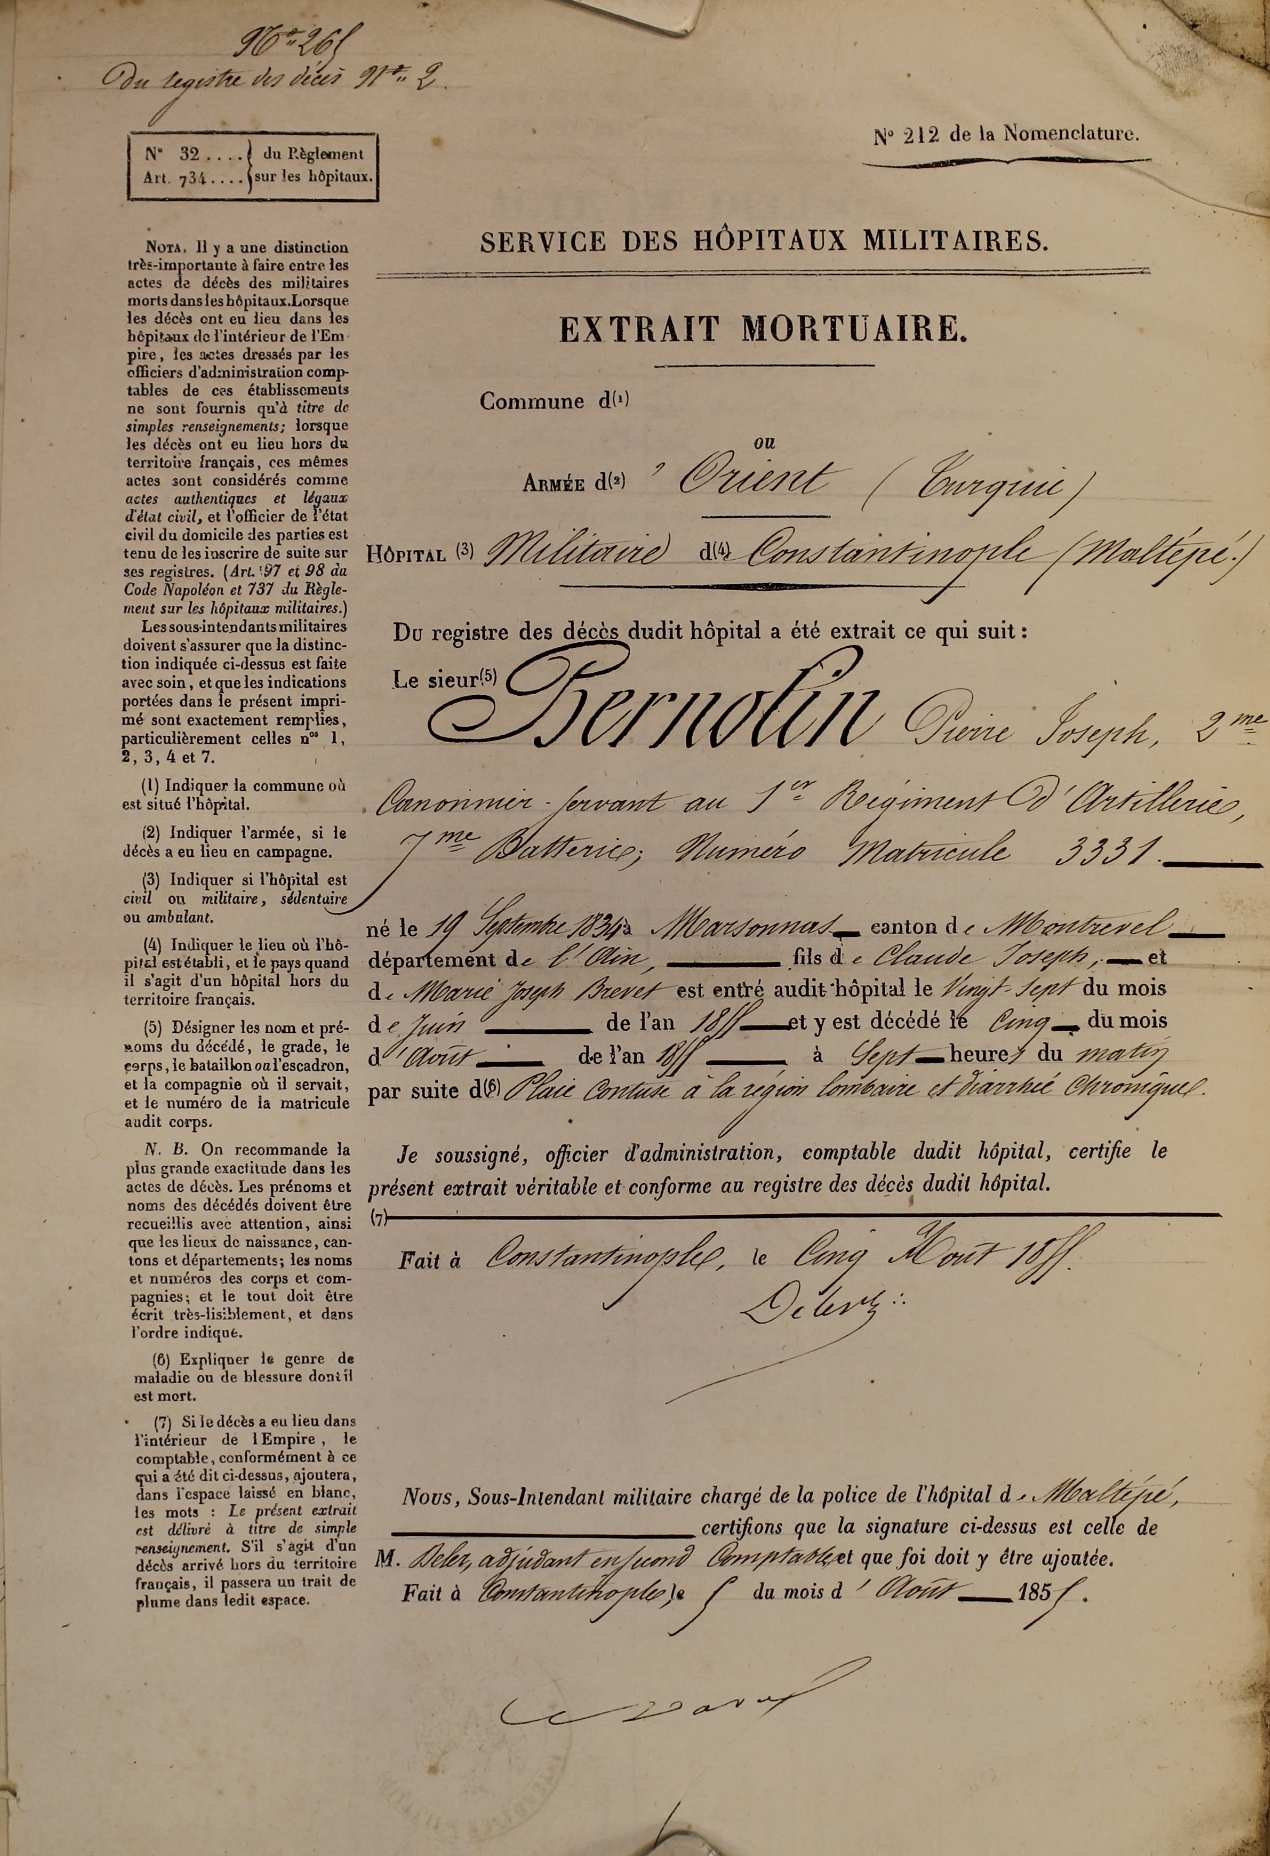 No 265
Du registre des décès No 2.
No 212 de la Nomenclature.
N° 32 .... du Règlement
Art. 734 .... sur les hôpitaux.
SERVICE DES HÔPITAUX MILITAIRES.
EXTRAIT MORTUAIRE.
Commune d(1)
ou
ARMÉE d(2) ' Orient (Turquie)
HÔPITAL (3) Militaire d(4)e Constantinople (Maltépé.)
DU registre des décès dudit hôpital a été extrait ce qui suit :
Le sieur(5) Bernolin Pierre Joseph, 2me
Canonnier-servant au 1er Régiment d'Artillerie,
7me Batterie; Numéro Matricule 3331.
né le 19 Septembre 1834 à Marsonnas canton de Montrevel
département de l'Ain, fils de Claude Joseph, et
de Marie Joseph Brevet est entré audit hôpital le Vingt-sept du mois
de Juin de l'an 1855 et y est décédé le Cinq du mois
d'Août de l'an 1855 à Sept heures du matin
par suite d(6) Plaie Contuse à la région lombaire et diarrhée Chronique.
Je soussigné, officier d'administration, comptable dudit hôpital, certifie le
présent extrait véritable et conforme au registre des décès dudit hôpital.
(7)
Fait à Constantinople, le Cinq Août 1855.
NOUS, Sous-Intendant militaire chargé de la police de l'hôpital de Maltépé,
certifions que la signature ci-dessus est celle de
M. Deler, adjudant en second Comptable, et que foi doit y être ajoutée.
Fait à Constantinople, le 5 du mois d'Août 1855.
NOTA. Il y a une distinction
très-importante à faire entre les
actes de décès des militaires
morts dans les hôpitaux. Lorsque
les décès ont eu lieu dans les
hôpitaux de l'intérieur de l'Em-
pire, les actes dressés par les
officiers d'administration comp-
tables de ces établissements
ne sont fournis qu'à titre de
simples renseignements; lorsque
les décès ont eu lieu hors du
territoire français, ces mêmes
actes sont considérés comme
actes authentiques et légaux
d'état civil, et l'officier de l'état
civil du domicile des parties est
tenu de les inscrire de suite sur
ses registres. (Art. 97 et 98 du
Code Napoléon et 737 du Règle-
ment sur les hôpitaux militaires.)
Les sous-intendants militaires
doivent s'assurer que la distinc-
tion indiquée ci-dessus est faite
avec soin, et que les indications
portées dans le présent impri-
mé sont exactement remplies,
particulièrement celles nos 1,
2, 3, 4 et 7.
(1) Indiquer la commune où
est situé l'hôpital.
(2) Indiquer l'armée, si le
décès a eu lieu en campagne.
(3) Indiquer si l'hôpital est
civil ou militaire, sédentaire
ou ambulant.
(4) Indiquer le lieu où l'hô-
pital est établi, et le pays quand
il s'agit d'un hôpital hors du
territoire français.
(5) Désigner les nom et pré-
noms du décédé, le grade, le
corps, le bataillon ou l'escadron,
et la compagnie où il servait,
et le numéro de la matricule
audit corps.
N. B. On recommande la
plus grande exactitude dans les
actes de décès. Les prénoms et
noms des décédés doivent être
recueillis avec attention, ainsi
que les lieux de naissance, can-
tons et départements; les noms
et numéros des corps et com-
pagnies; et le tout doit être
écrit très-lisiblement, et dans
l'ordre indiqué.
(6) Expliquer le genre de
maladie ou de blessure dont il
est mort.
(7) Si le décès a eu lieu dans
l'intérieur de l'Empire, le
comptable, conformément à ce
qui a été dit ci-dessus, ajoutera,
dans l'espace laissé en blanc,
les mots : Le présent extrait
est délivré à titre de simple
renseignement. S'il s'agit d'un
décès arrivé hors du territoire
français, il passera un trait de
plume dans ledit espace.